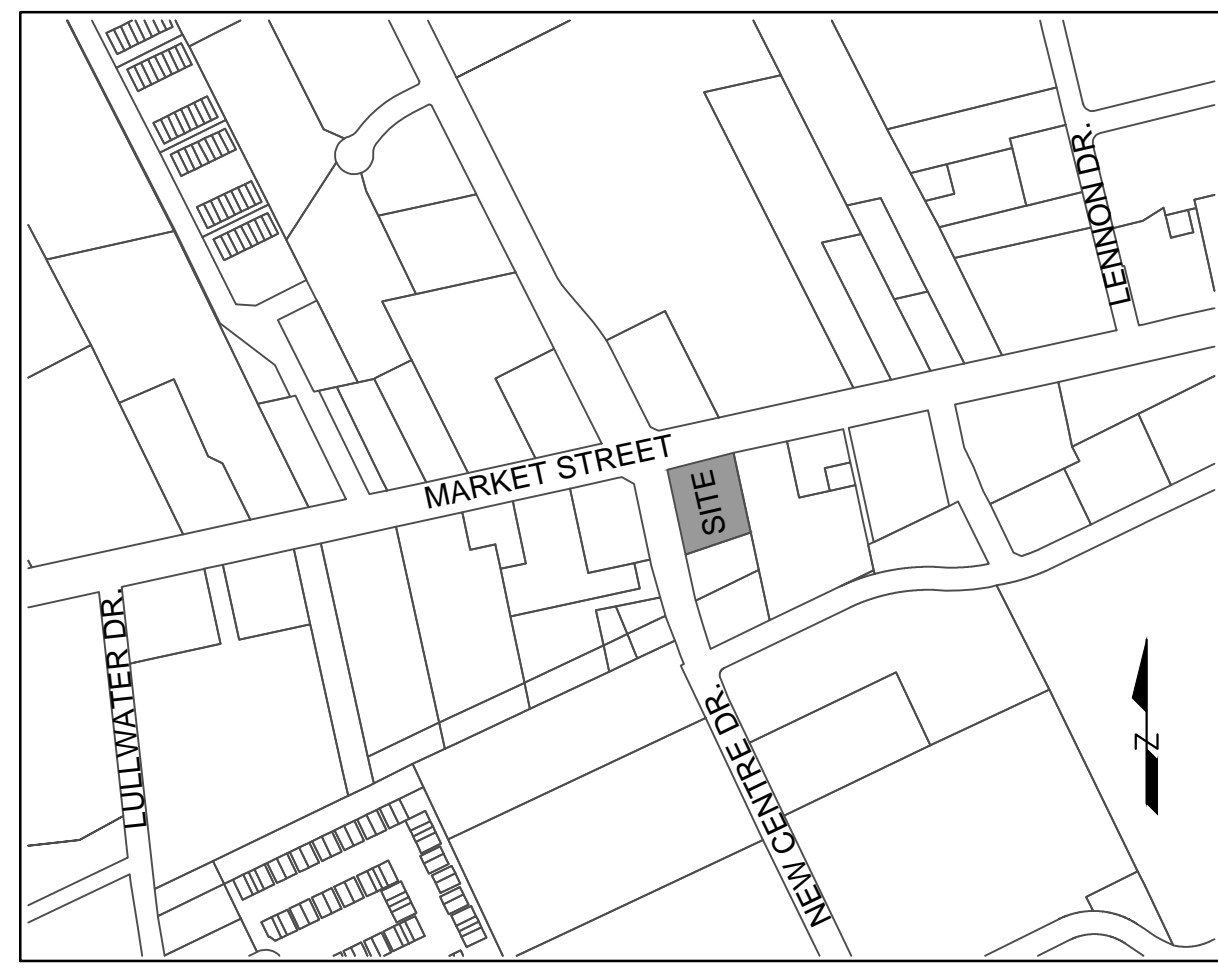 LENNON DR.
MARKET STREET
SITE
LULLWATER DR.
NEW CENTRE DR.
N